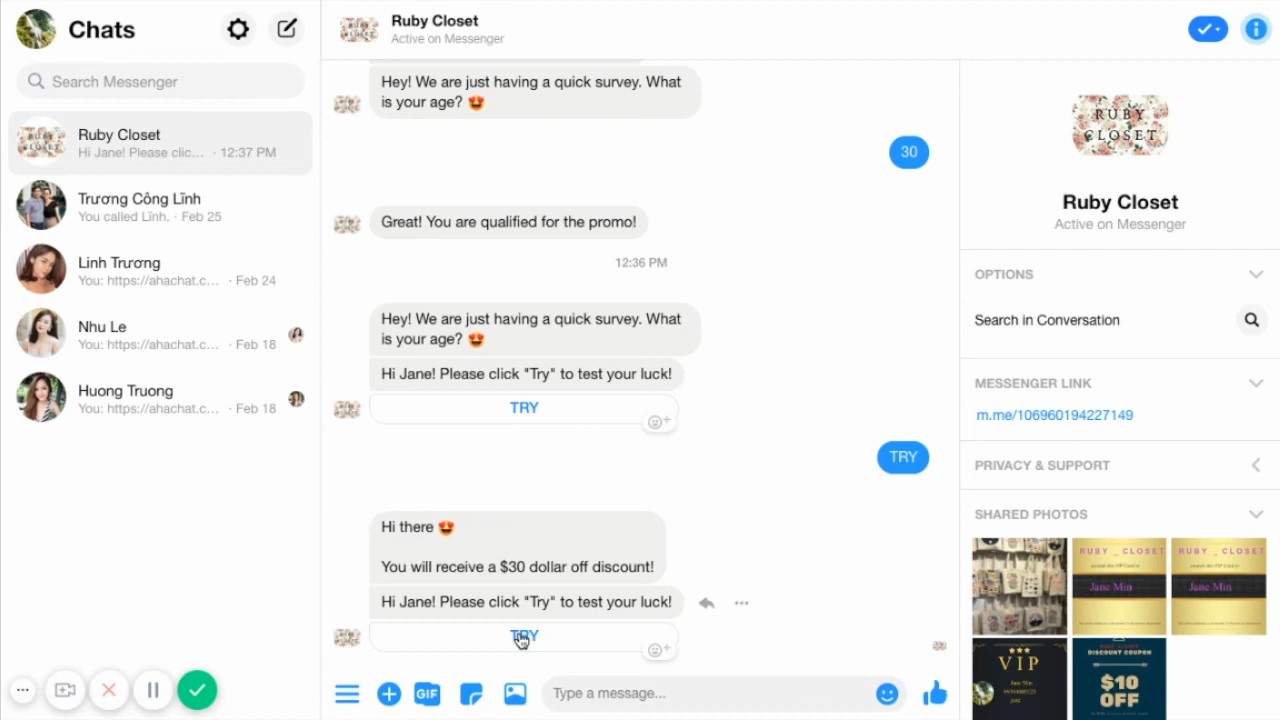 Chats
Search Messenger
Ruby Closet
Hi Jane! Please clic... · 12:37 PM
Trương Công Lĩnh
You called Lĩnh. · Feb 25
Linh Trương
You: https://ahachat.c... · Feb 24
Nhu Le
You: https://ahachat.c... · Feb 18
Huong Truong
You: https://ahachat.c... · Feb 18
Ruby Closet
Active on Messenger
Hey! We are just having a quick survey. What
is your age? 😍
30
Great! You are qualified for the promo!
12:36 PM
Hey! We are just having a quick survey. What
is your age? 😍
Hi Jane! Please click "Try" to test your luck!
TRY
TRY
Hi there 😍
You will receive a $30 dollar off discount!
Hi Jane! Please click "Try" to test your luck!
TRY
GIF
Type a message...
RUBY
CLOSET
Ruby Closet
Active on Messenger
OPTIONS
Search in Conversation
MESSENGER LINK
m.me/106960194227149
PRIVACY & SUPPORT
SHARED PHOTOS
RUBY _ CLOSET
Jane Min
RUBY _ CLOSET
Jane Min
VIP
Jane Min
DISCOUNT COUPON
$10
OFF